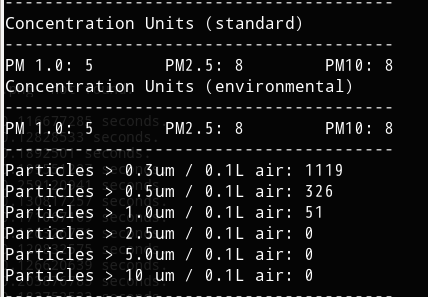 ---------------------------------------
Concentration Units (standard)
---------------------------------------
PM 1.0: 5 PM2.5: 8 PM10: 8
Concentration Units (environmental)
---------------------------------------
PM 1.0: 5 PM2.5: 8 PM10: 8
---------------------------------------
Particles > 0.3um / 0.1L air: 1119
Particles > 0.5um / 0.1L air: 326
Particles > 1.0um / 0.1L air: 51
Particles > 2.5um / 0.1L air: 0
Particles > 5.0um / 0.1L air: 0
Particles > 10 um / 0.1L air: 0
---------------------------------------